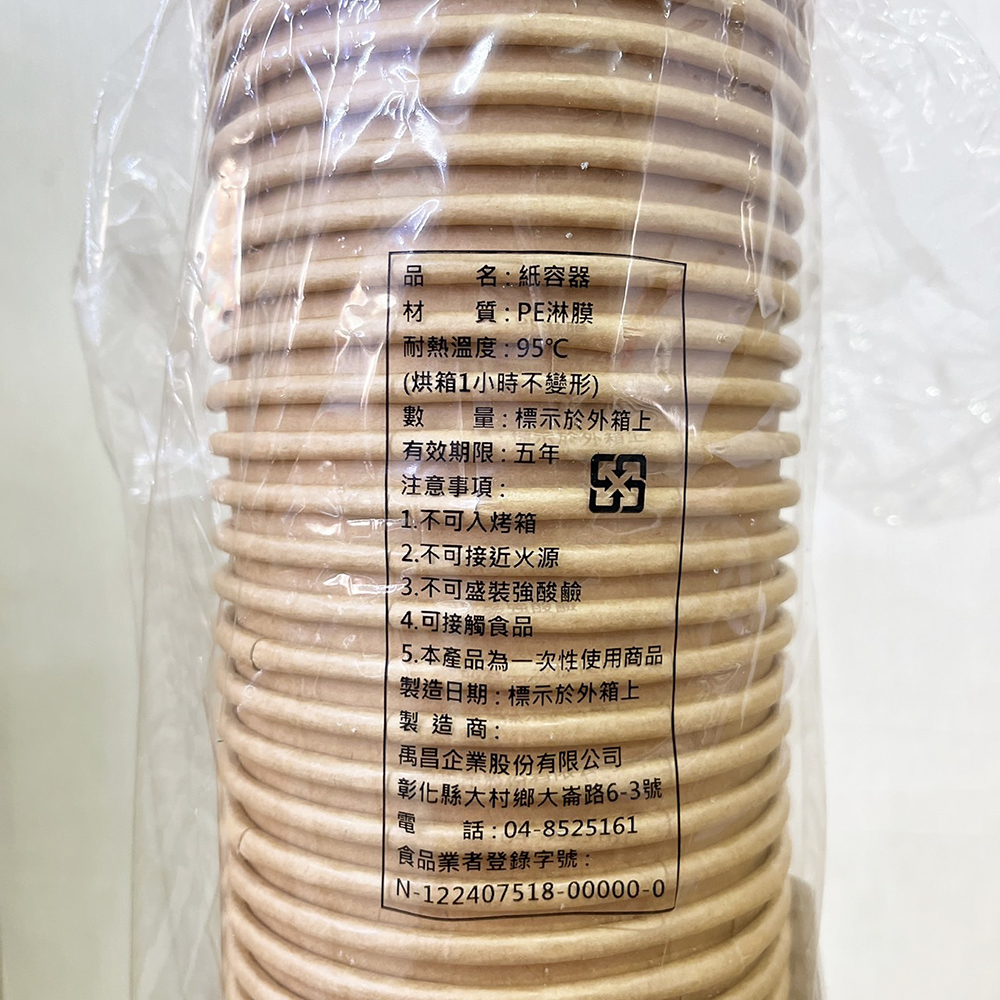 品　　名：紙容器
材　　質：PE淋膜
耐熱溫度：95℃
(烘箱1小時不變形)
數　　量：標示於外箱上
有效期限：五年
注意事項：
1.不可入烤箱
2.不可接近火源
3.不可盛裝強酸鹼
4.可接觸食品
5.本產品為一次性使用商品
製造日期：標示於外箱上
製 造 商：
禹昌企業股份有限公司
彰化縣大村鄉大崙路6-3號
電　　話：04-8525161
食品業者登錄字號：
N-122407518-00000-0